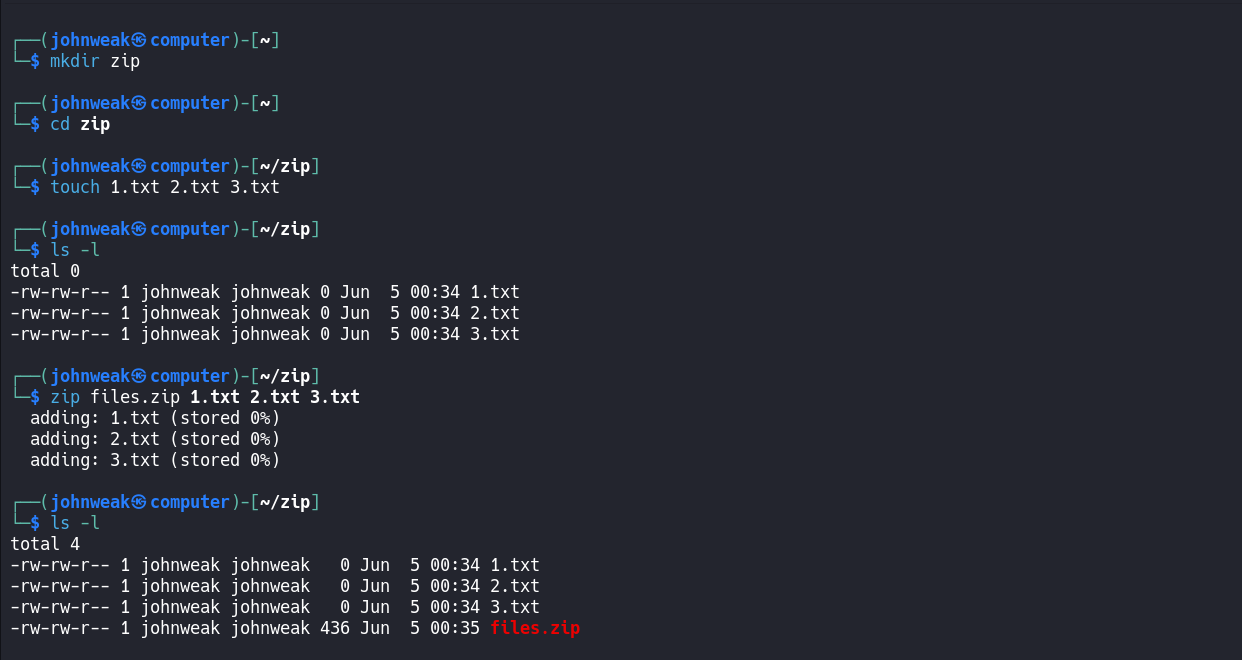 ┌──(johnweak㉿computer)-[~]
└─$ mkdir zip
┌──(johnweak㉿computer)-[~]
└─$ cd zip
┌──(johnweak㉿computer)-[~/zip]
└─$ touch 1.txt 2.txt 3.txt
┌──(johnweak㉿computer)-[~/zip]
└─$ ls -l
total 0
-rw-rw-r-- 1 johnweak johnweak 0 Jun  5 00:34 1.txt
-rw-rw-r-- 1 johnweak johnweak 0 Jun  5 00:34 2.txt
-rw-rw-r-- 1 johnweak johnweak 0 Jun  5 00:34 3.txt
┌──(johnweak㉿computer)-[~/zip]
└─$ zip files.zip 1.txt 2.txt 3.txt
  adding: 1.txt (stored 0%)
  adding: 2.txt (stored 0%)
  adding: 3.txt (stored 0%)
┌──(johnweak㉿computer)-[~/zip]
└─$ ls -l
total 4
-rw-rw-r-- 1 johnweak johnweak   0 Jun  5 00:34 1.txt
-rw-rw-r-- 1 johnweak johnweak   0 Jun  5 00:34 2.txt
-rw-rw-r-- 1 johnweak johnweak   0 Jun  5 00:34 3.txt
-rw-rw-r-- 1 johnweak johnweak 436 Jun  5 00:35 files.zip